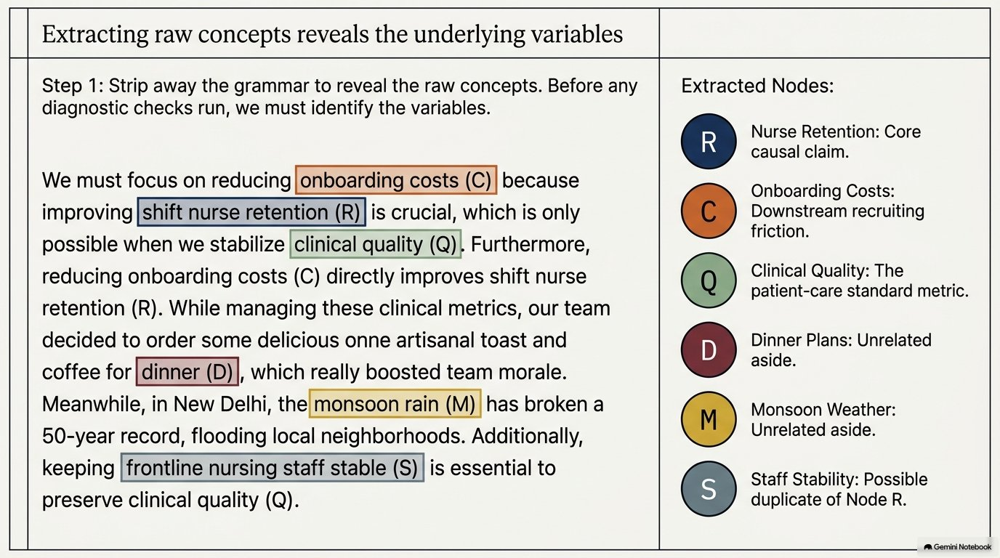 Extracting raw concepts reveals the underlying variables
Step 1: Strip away the grammar to reveal the raw concepts. Before any
diagnostic checks run, we must identify the variables.
We must focus on reducing onboarding costs (C) because
improving shift nurse retention (R) is crucial, which is only
possible when we stabilize clinical quality (Q). Furthermore,
reducing onboarding costs (C) directly improves shift nurse
retention (R). While managing these clinical metrics, our team
decided to order some delicious onne artisanal toast and
coffee for dinner (D), which really boosted team morale.
Meanwhile, in New Delhi, the monsoon rain (M) has broken a
50-year record, flooding local neighborhoods. Additionally,
keeping frontline nursing staff stable (S) is essential to
preserve clinical quality (Q).
Extracted Nodes:
R
Nurse Retention: Core
causal claim.
C
Onboarding Costs:
Downstream recruiting
friction.
Q
Clinical Quality: The
patient-care standard metric.
D
Dinner Plans: Unrelated
aside.
M
Monsoon Weather:
Unrelated aside.
S
Staff Stability: Possible
duplicate of Node R.
Gemini Notebook